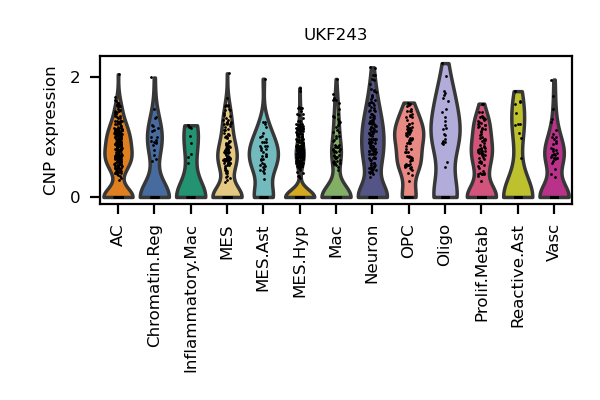 UKF243
CNP expression
2
0
AC
Chromatin.Reg
Inflammatory.Mac
MES
MES.Ast
MES.Hyp
Mac
Neuron
OPC
Oligo
Prolif.Metab
Reactive.Ast
Vasc